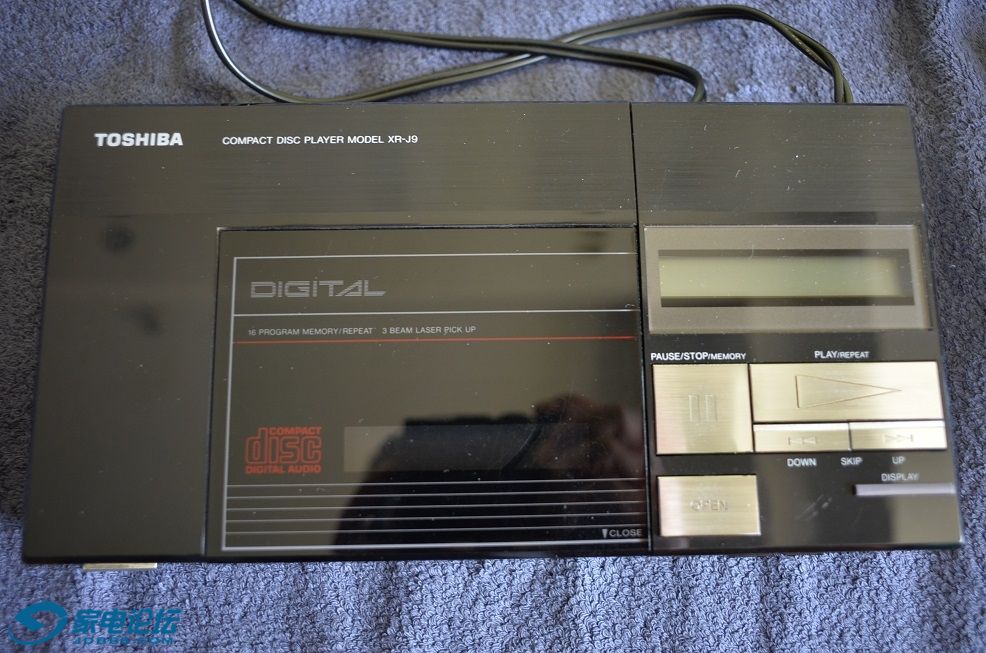 TOSHIBA COMPACT DISC PLAYER MODEL XR-J9
DIGITAL
16 PROGRAM MEMORY/REPEAT 3 BEAM LASER PICK UP
PAUSE/STOP/MEMORY PLAY/REPEAT
DOWN SKIP UP
DISPLAY
COMPACT
disc
DIGITAL AUDIO
OPEN
CLOSE
家电论坛